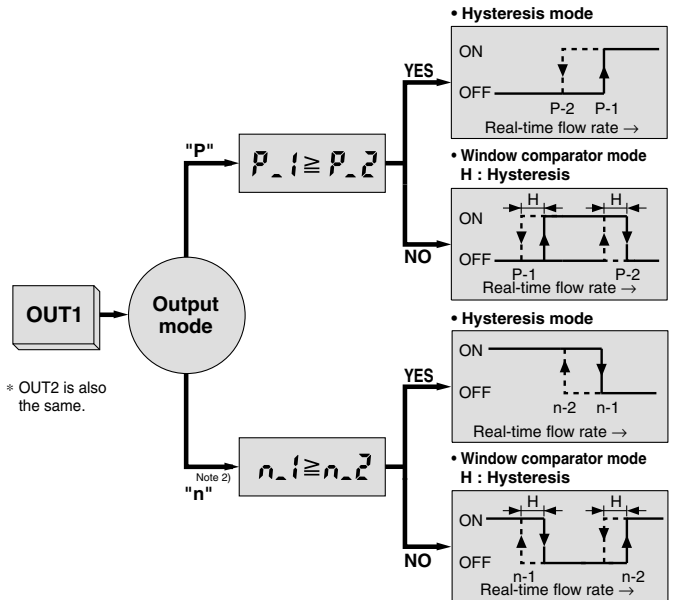 • Hysteresis mode
ON
OFF
P-2 P-1
Real-time flow rate →
YES
"P"
P_1 ≧ P_2
• Window comparator mode
H : Hysteresis
H H
ON
OFF
P-1 P-2
Real-time flow rate →
NO
OUT1
Output
mode
* OUT2 is also
the same.
• Hysteresis mode
ON
OFF
n-2 n-1
Real-time flow rate →
YES
Note 2)
"n"
n_1 ≧ n_2
• Window comparator mode
H : Hysteresis
H H
ON
OFF
n-1 n-2
Real-time flow rate →
NO